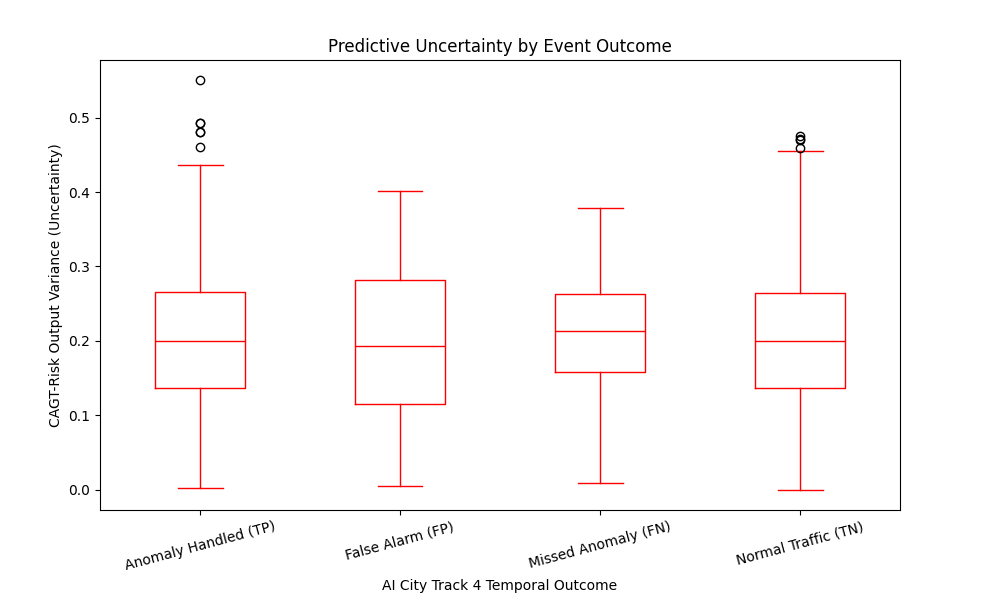 Predictive Uncertainty by Event Outcome
CAGT-Risk Output Variance (Uncertainty)
0.5
0.4
0.3
0.2
0.1
0.0
Anomaly Handled (TP)
False Alarm (FP)
Missed Anomaly (FN)
Normal Traffic (TN)
AI City Track 4 Temporal Outcome